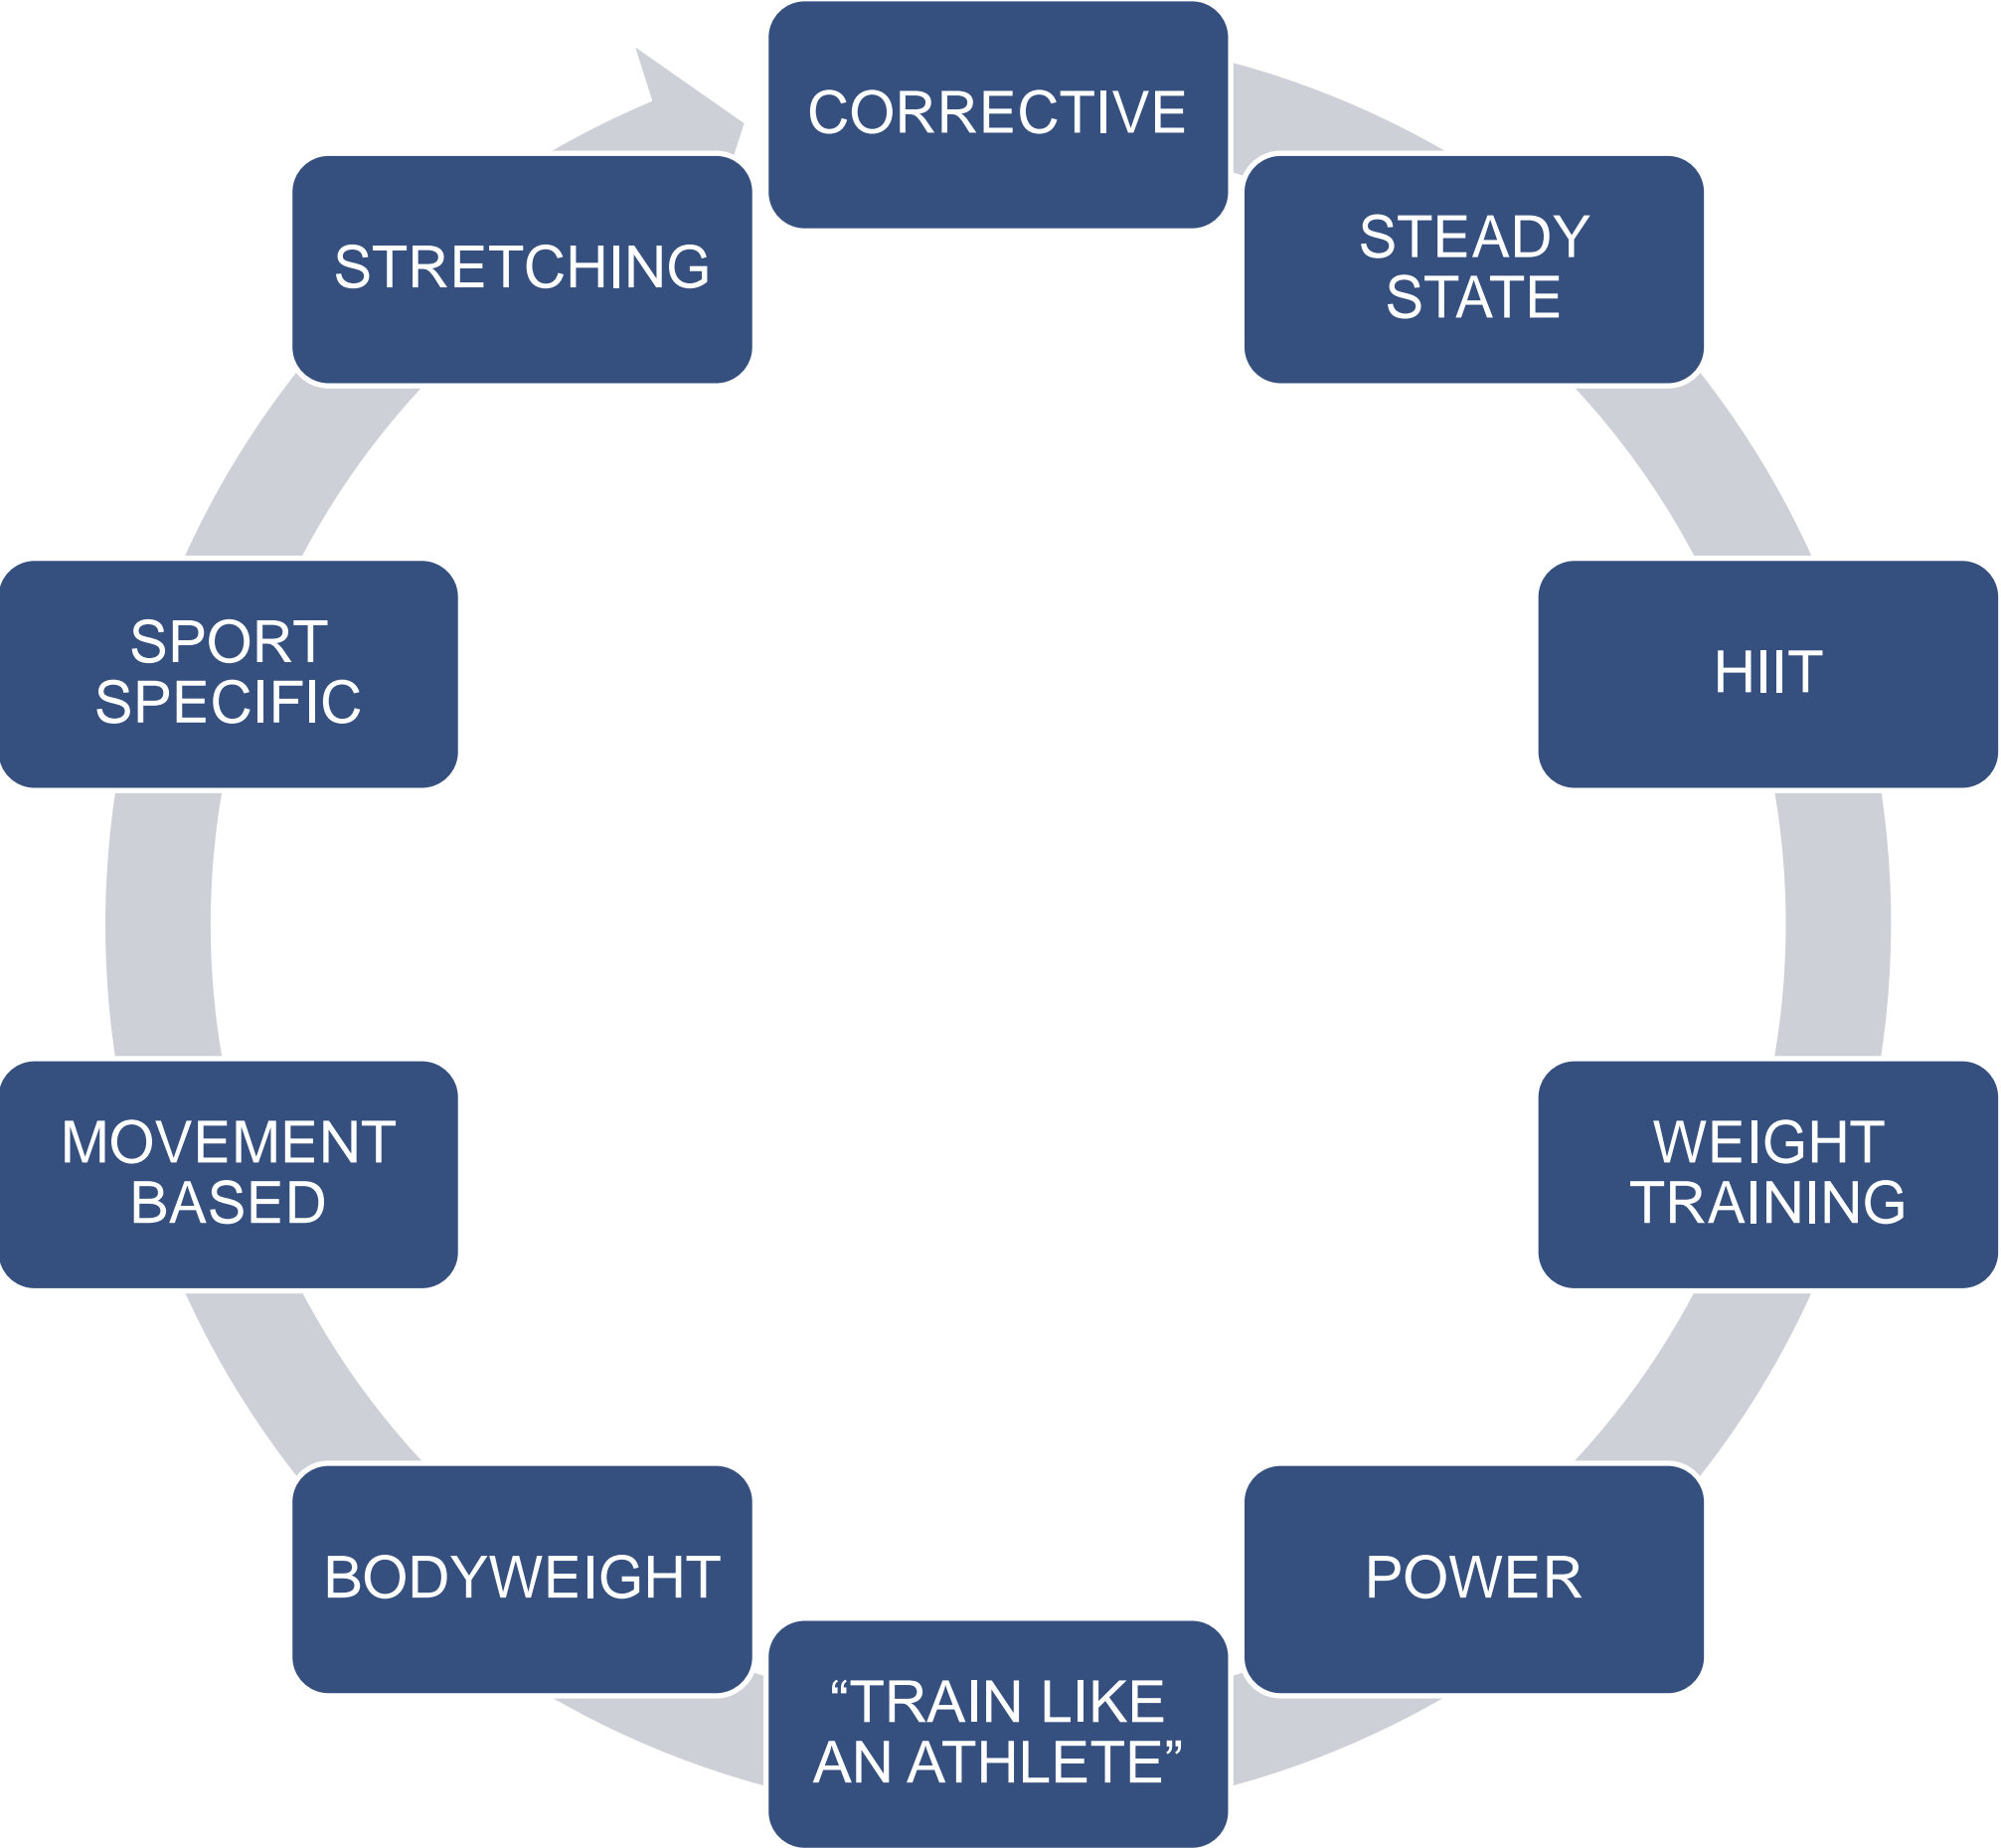 CORRECTIVE
STEADY
STATE
HIIT
WEIGHT
TRAINING
POWER
“TRAIN LIKE
AN ATHLETE”
BODYWEIGHT
MOVEMENT
BASED
SPORT
SPECIFIC
STRETCHING